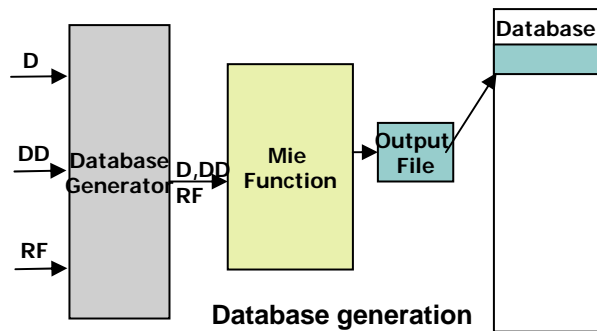 D
DD
RF
Database
Generator
D,DD
RF
Mie
Function
Output
File
Database
Database generation